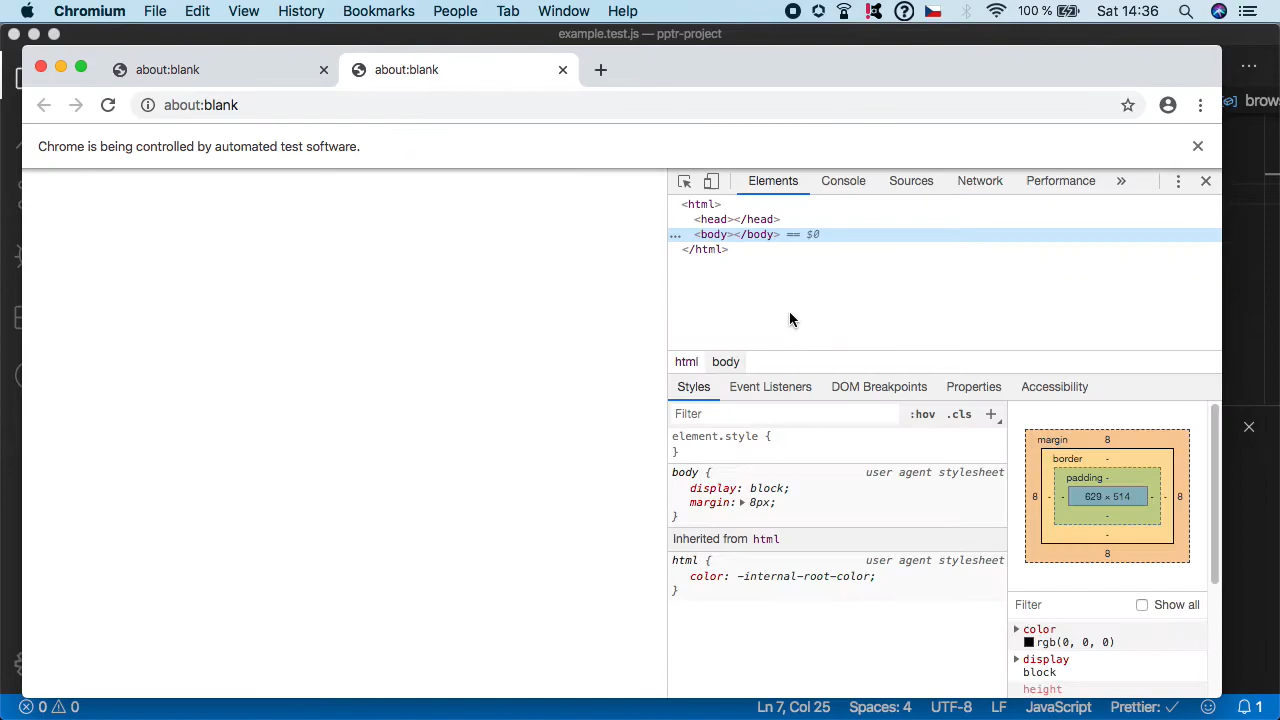 Chromium File Edit View History Bookmarks People Tab Window Help 100 % Sat 14:36
example.test.js — pptr-project
about:blank about:blank
about:blank
brows
Chrome is being controlled by automated test software.
Elements Console Sources Network Performance »
<html>
<head></head>
... <body></body> == $0
</html>
html body
Styles Event Listeners DOM Breakpoints Properties Accessibility
Filter :hov .cls +
element.style {
}
body { user agent stylesheet
display: block;
margin: 8px;
}
Inherited from html
html { user agent stylesheet
color: -internal-root-color;
}
margin 8
border -
padding -
8 - - 629 × 514 - - 8
-
-
8
Filter Show all
color
rgb(0, 0, 0)
display
block
height
0 0 Ln 7, Col 25 Spaces: 4 UTF-8 LF JavaScript Prettier: ✓ 1